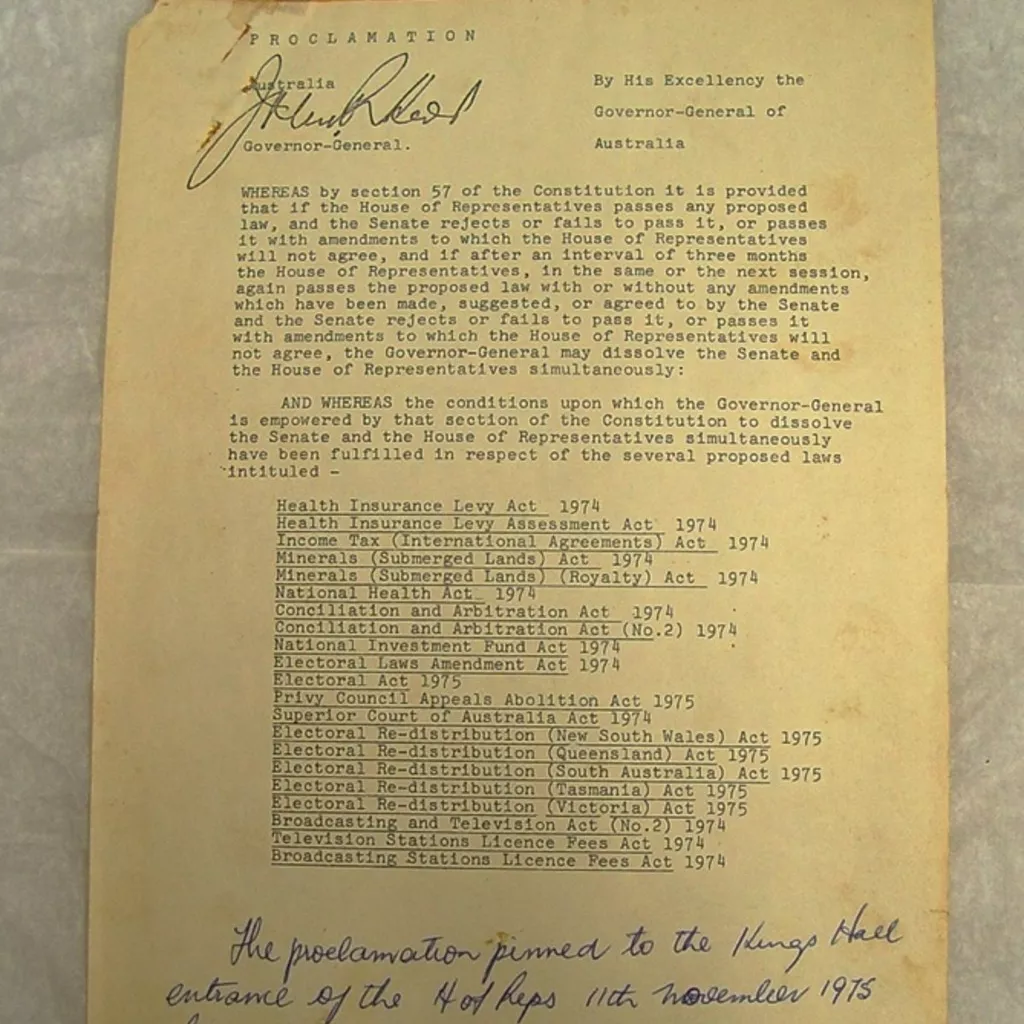 PROCLAMATION
Australia
By His Excellency the
Governor-General of
Australia
John R Kerr
Governor-General.
WHEREAS by section 57 of the Constitution it is provided
that if the House of Representatives passes any proposed
law, and the Senate rejects or fails to pass it, or passes
it with amendments to which the House of Representatives
will not agree, and if after an interval of three months
the House of Representatives, in the same or the next session,
again passes the proposed law with or without any amendments
which have been made, suggested, or agreed to by the Senate
and the Senate rejects or fails to pass it, or passes it
with amendments to which the House of Representatives will
not agree, the Governor-General may dissolve the Senate and
the House of Representatives simultaneously:
AND WHEREAS the conditions upon which the Governor-General
is empowered by that section of the Constitution to dissolve
the Senate and the House of Representatives simultaneously
have been fulfilled in respect of the several proposed laws
intituled -
Health Insurance Levy Act 1974
Health Insurance Levy Assessment Act 1974
Income Tax (International Agreements) Act 1974
Minerals (Submerged Lands) Act 1974
Minerals (Submerged Lands) (Royalty) Act 1974
National Health Act 1974
Conciliation and Arbitration Act 1974
Conciliation and Arbitration Act (No.2) 1974
National Investment Fund Act 1974
Electoral Laws Amendment Act 1974
Electoral Act 1975
Privy Council Appeals Abolition Act 1975
Superior Court of Australia Act 1974
Electoral Re-distribution (New South Wales) Act 1975
Electoral Re-distribution (Queensland) Act 1975
Electoral Re-distribution (South Australia) Act 1975
Electoral Re-distribution (Tasmania) Act 1975
Electoral Re-distribution (Victoria) Act 1975
Broadcasting and Television Act (No.2) 1974
Television Stations Licence Fees Act 1974
Broadcasting Stations Licence Fees Act 1974
The proclamation pinned to the Kings Hall
entrance of the H of Reps 11th november 1975